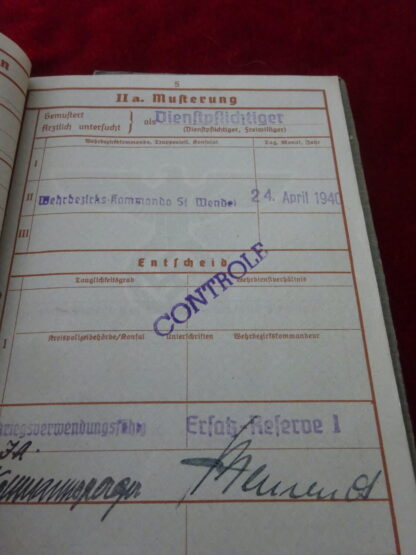 5
II a. Musterung
Gemustert
Ärztlich untersucht } als Dienstpflichtiger
(Dienstpflichtiger, Freiwilliger)
Wehrbezirkskommando, Truppenteil, Konsulat Tag, Monat, Jahr
I
II Wehrbezirks-Kommando St Wendel 24. April 1940
III
Entscheid
Tauglichkeitsgrad Wehrdienstverhältnis
CONTROLE
Kreispolizeibehörde/Konsul Unterschriften Wehrbezirkskommandeur
I
kriegsverwendungsfähig Ersatz-Reserve I